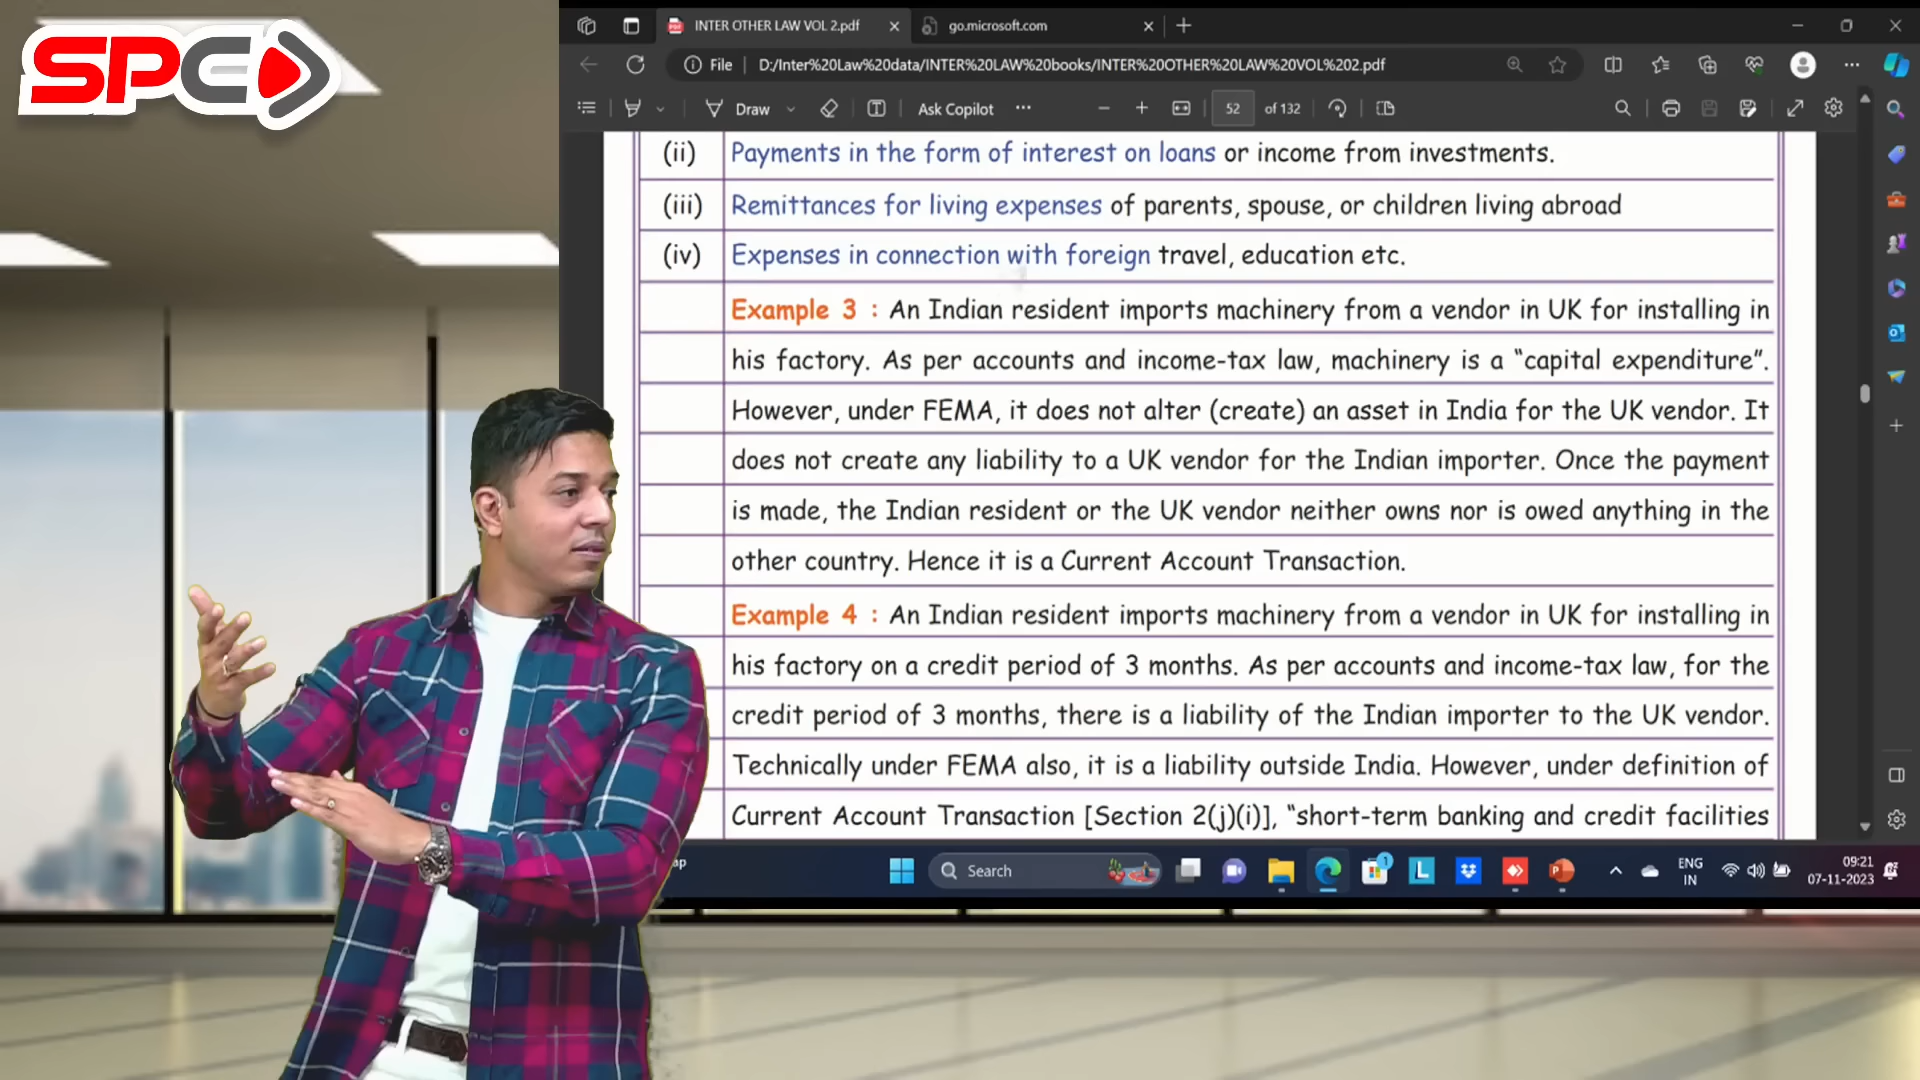 SPC
INTER OTHER LAW VOL 2.pdf
go.microsoft.com
File
D:/Inter%20Law%20data/INTER%20LAW%20books/INTER%20OTHER%20LAW%20VOL%202.pdf
Draw
Ask Copilot
52
of 132
(ii) Payments in the form of interest on loans or income from investments.
(iii) Remittances for living expenses of parents, spouse, or children living abroad
(iv) Expenses in connection with foreign travel, education etc.
Example 3 : An Indian resident imports machinery from a vendor in UK for installing in
his factory. As per accounts and income-tax law, machinery is a “capital expenditure”.
However, under FEMA, it does not alter (create) an asset in India for the UK vendor. It
does not create any liability to a UK vendor for the Indian importer. Once the payment
is made, the Indian resident or the UK vendor neither owns nor is owed anything in the
other country. Hence it is a Current Account Transaction.
Example 4 : An Indian resident imports machinery from a vendor in UK for installing in
his factory on a credit period of 3 months. As per accounts and income-tax law, for the
credit period of 3 months, there is a liability of the Indian importer to the UK vendor.
Technically under FEMA also, it is a liability outside India. However, under definition of
Current Account Transaction [Section 2(j)(i)], “short-term banking and credit facilities
ap
Search
1
L
P
ENG
IN
09:21
07-11-2023